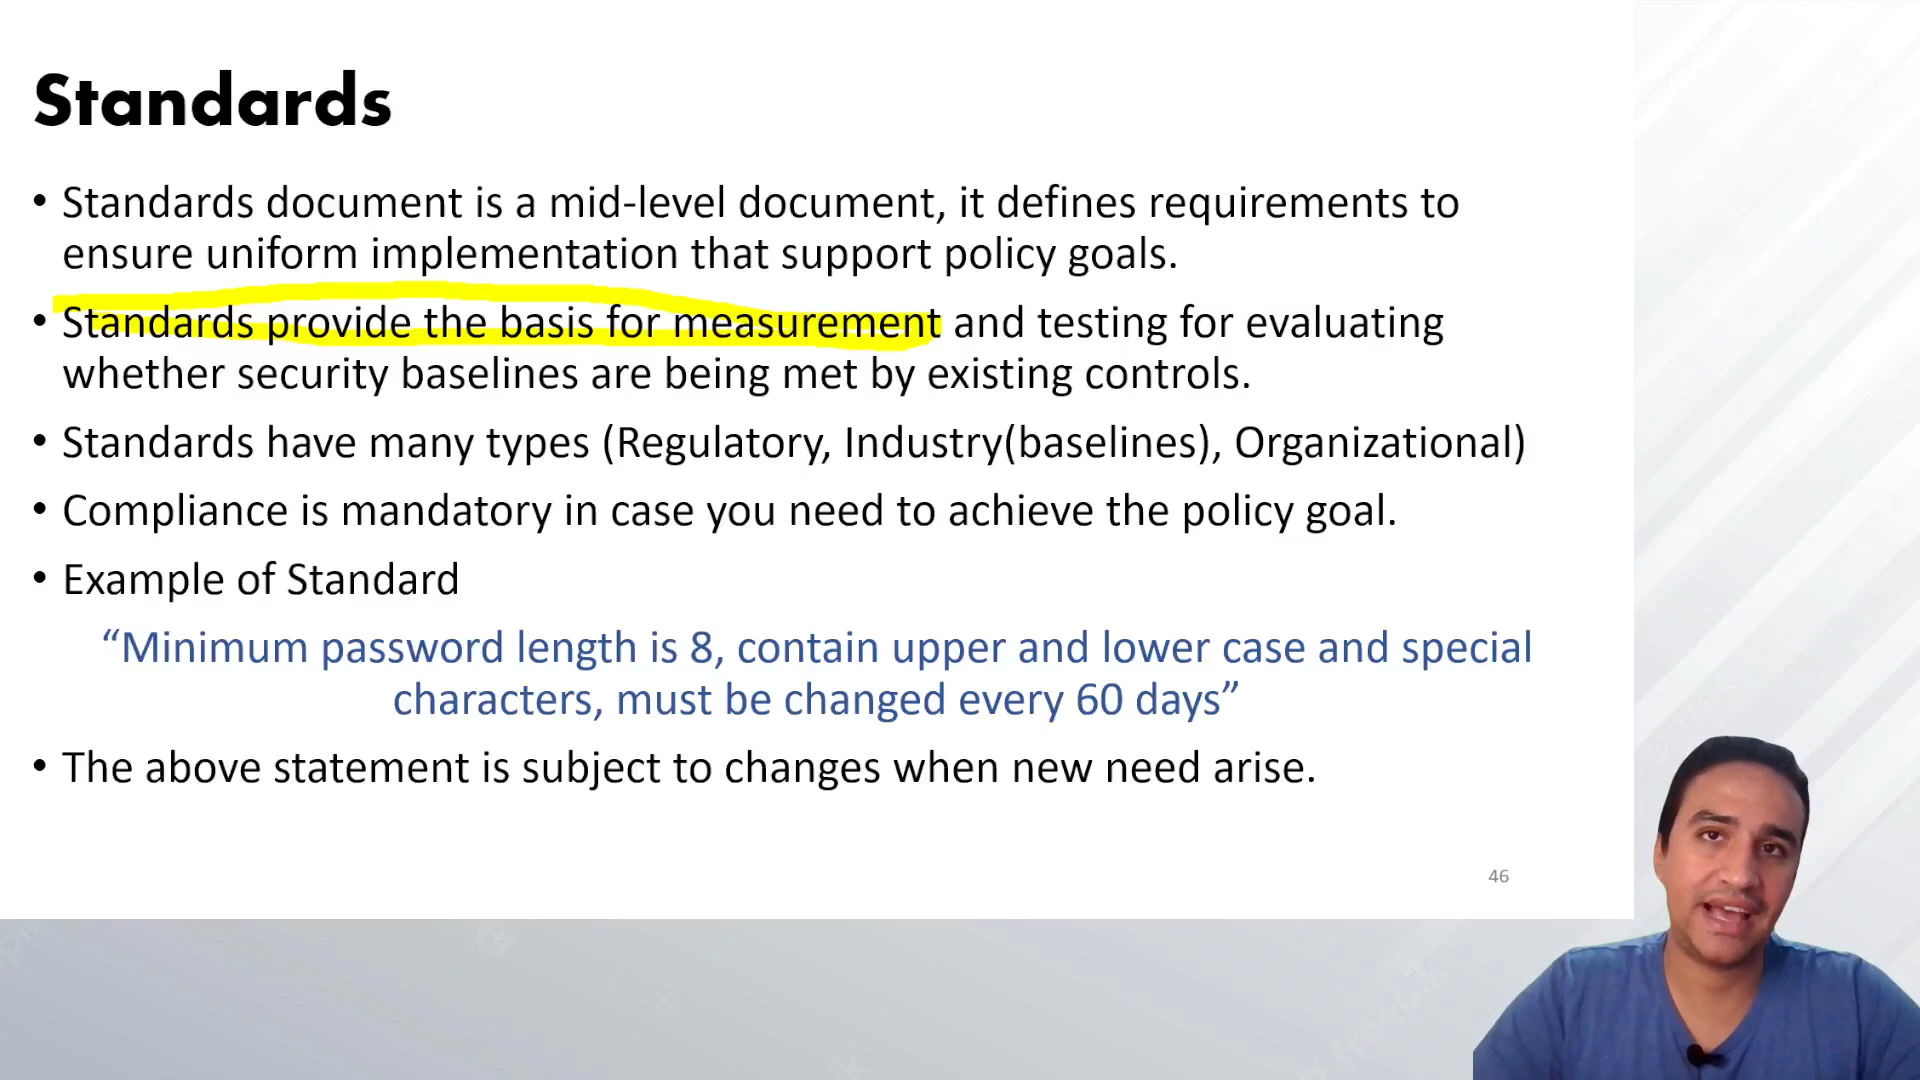 Standards
• Standards document is a mid-level document, it defines requirements to
ensure uniform implementation that support policy goals.
• Standards provide the basis for measurement and testing for evaluating
whether security baselines are being met by existing controls.
• Standards have many types (Regulatory, Industry(baselines), Organizational)
• Compliance is mandatory in case you need to achieve the policy goal.
• Example of Standard
“Minimum password length is 8, contain upper and lower case and special
characters, must be changed every 60 days”
• The above statement is subject to changes when new need arise.
46